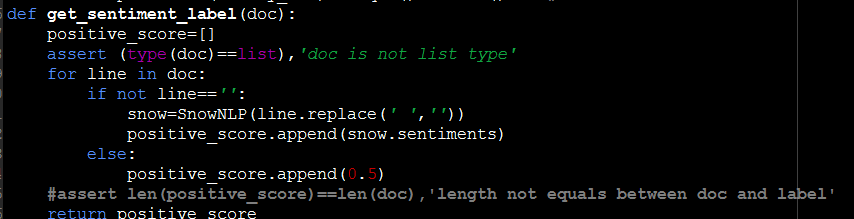 def get_sentiment_label(doc):
    positive_score=[]
    assert (type(doc)==list),'doc is not list type'
    for line in doc:
        if not line=='':
            snow=SnowNLP(line.replace(' ',''))
            positive_score.append(snow.sentiments)
        else:
            positive_score.append(0.5)
    #assert len(positive_score)==len(doc),'length not equals between doc and label'
    return positive_score